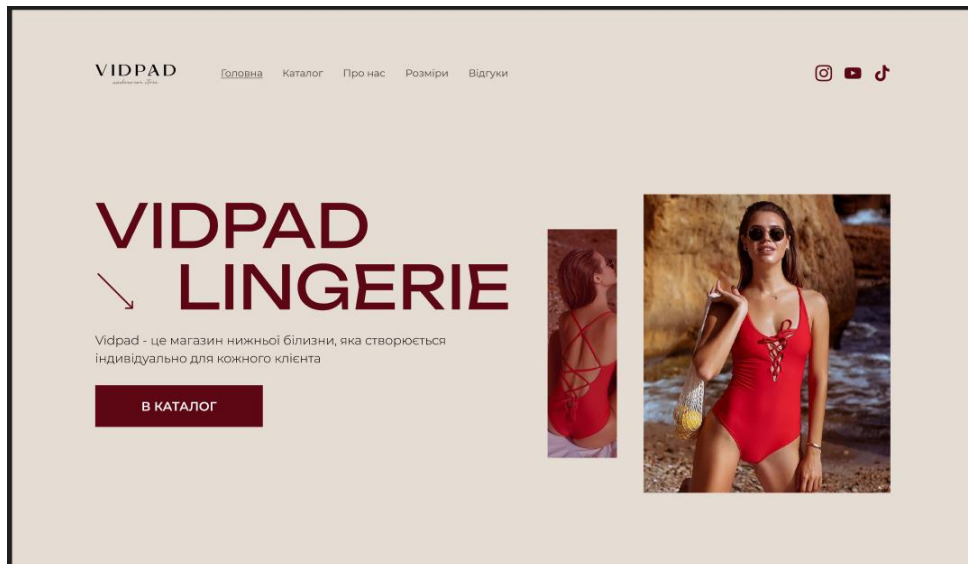 VIDPAD
Головна Каталог Про нас Розміри Відгуки
VIDPAD
LINGERIE
Vidpad - це магазин нижньої білизни, яка створюється
індивідуально для кожного клієнта
В КАТАЛОГ